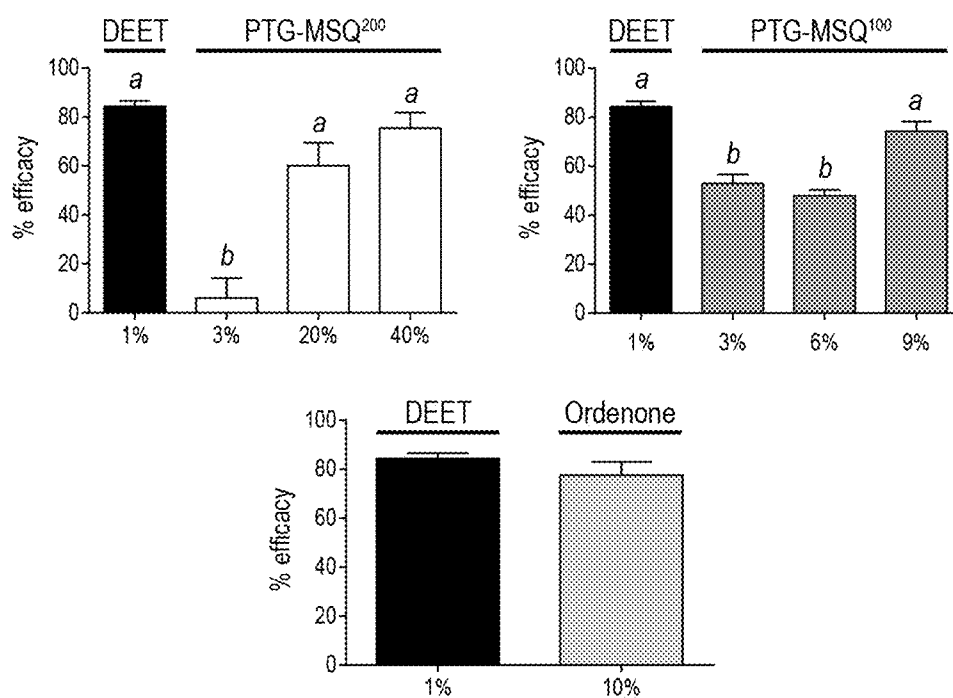 DEET PTG-MSQ²⁰⁰
% efficacy
100
80
60
40
20
0
a
b
a
a
1% 3% 20% 40%
DEET PTG-MSQ¹⁰⁰
% efficacy
100
80
60
40
20
0
a
b
b
a
1% 3% 6% 9%
DEET Ordenone
% efficacy
100
80
60
40
20
0
1% 10%